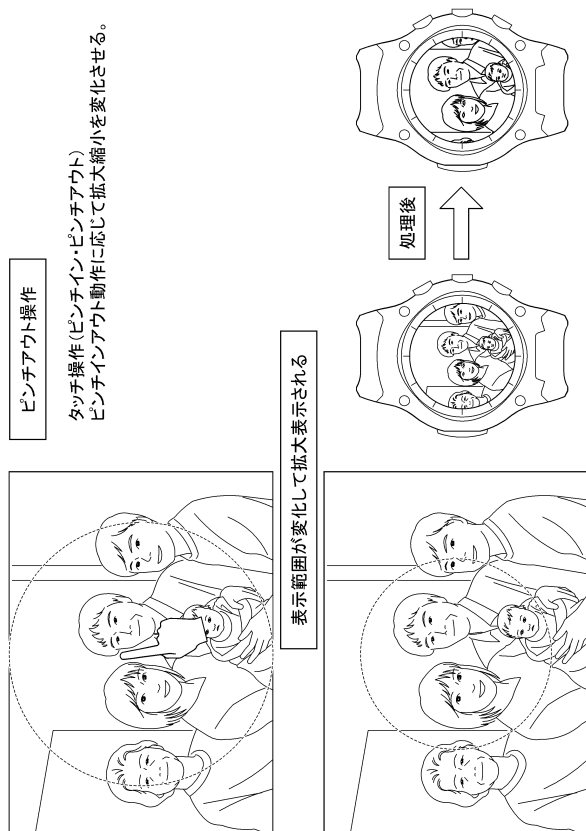 ピンチアウト操作
タッチ操作(ピンチイン・ピンチアウト)
ピンチインアウト動作に応じて拡大縮小を変化させる。
表示範囲が変化して拡大表示される
処理後